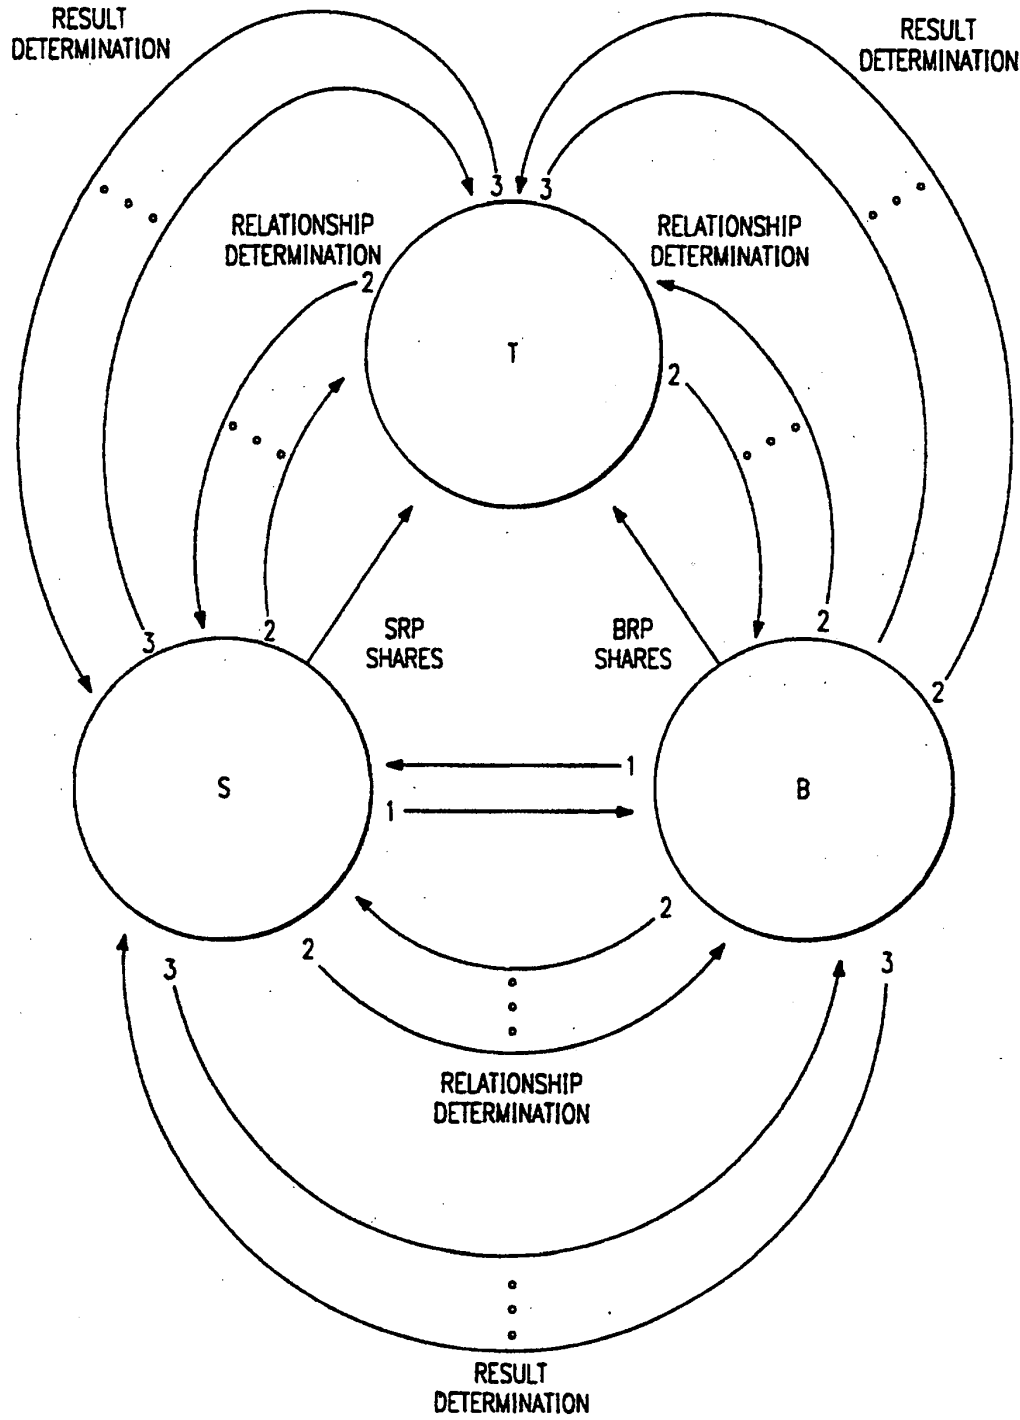 RESULT
DETERMINATION
RESULT
DETERMINATION
3
3
RELATIONSHIP
DETERMINATION
RELATIONSHIP
DETERMINATION
2
T
2
3
2
SRP
SHARES
BRP
SHARES
2
2
1
S
B
1
2
2
3
3
RELATIONSHIP
DETERMINATION
RESULT
DETERMINATION